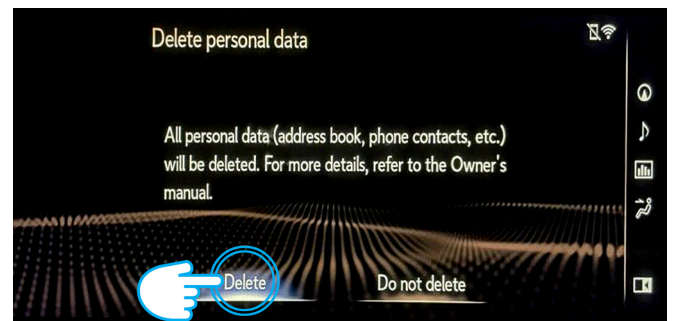 Delete personal data
All personal data (address book, phone contacts, etc.)
will be deleted. For more details, refer to the Owner's
manual.
Delete
Do not delete